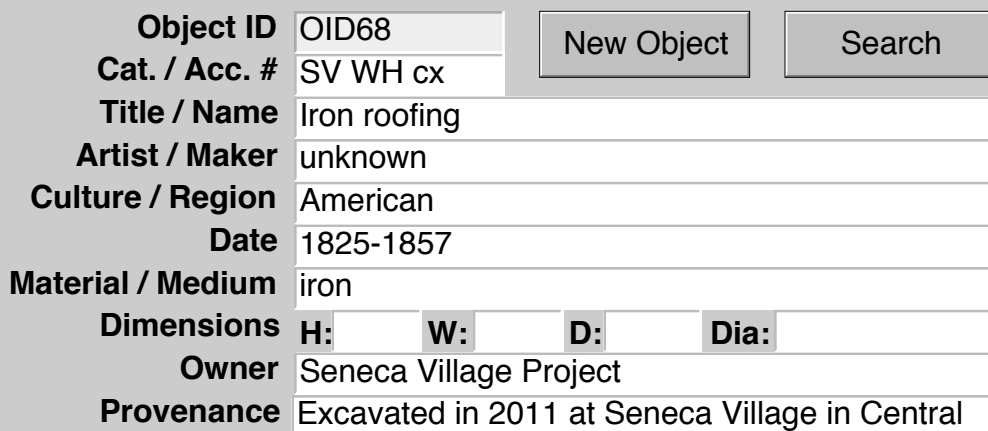 Object ID OID68 New Object Search
Cat. / Acc. # SV WH cx
Title / Name Iron roofing
Artist / Maker unknown
Culture / Region American
Date 1825-1857
Material / Medium iron
Dimensions H: W: D: Dia:
Owner Seneca Village Project
Provenance Excavated in 2011 at Seneca Village in Central